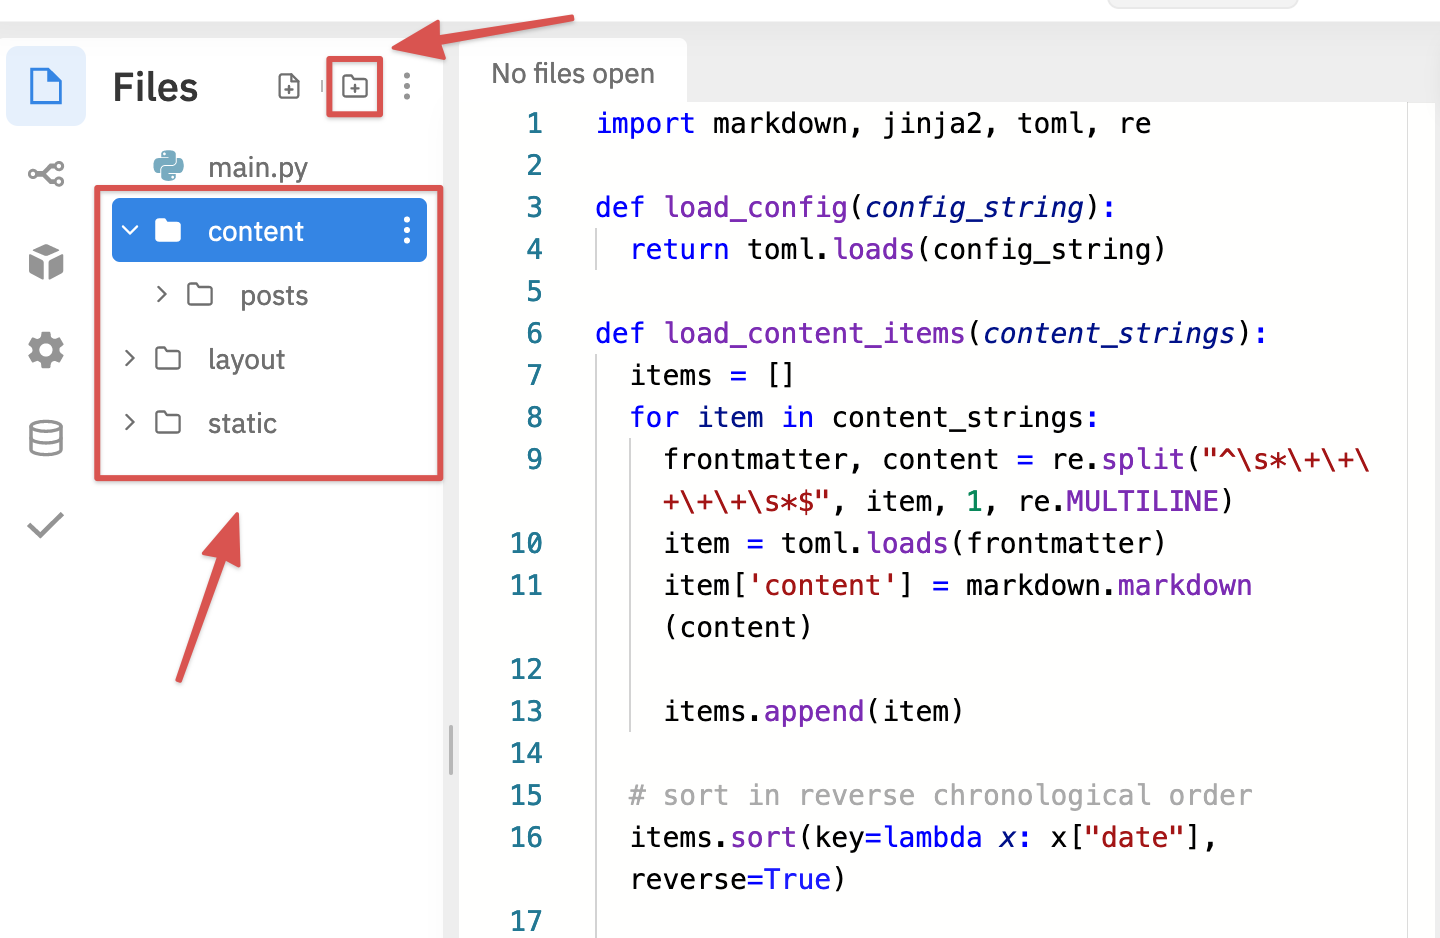 Files
main.py
content
posts
layout
static
No files open
1 import markdown, jinja2, toml, re
2
3 def load_config(config_string):
4 return toml.loads(config_string)
5
6 def load_content_items(content_strings):
7 items = []
8 for item in content_strings:
9 frontmatter, content = re.split("^\s*\+\+\
+\+\+\s*$", item, 1, re.MULTILINE)
10 item = toml.loads(frontmatter)
11 item['content'] = markdown.markdown
(content)
12
13 items.append(item)
14
15 # sort in reverse chronological order
16 items.sort(key=lambda x: x["date"],
reverse=True)
17